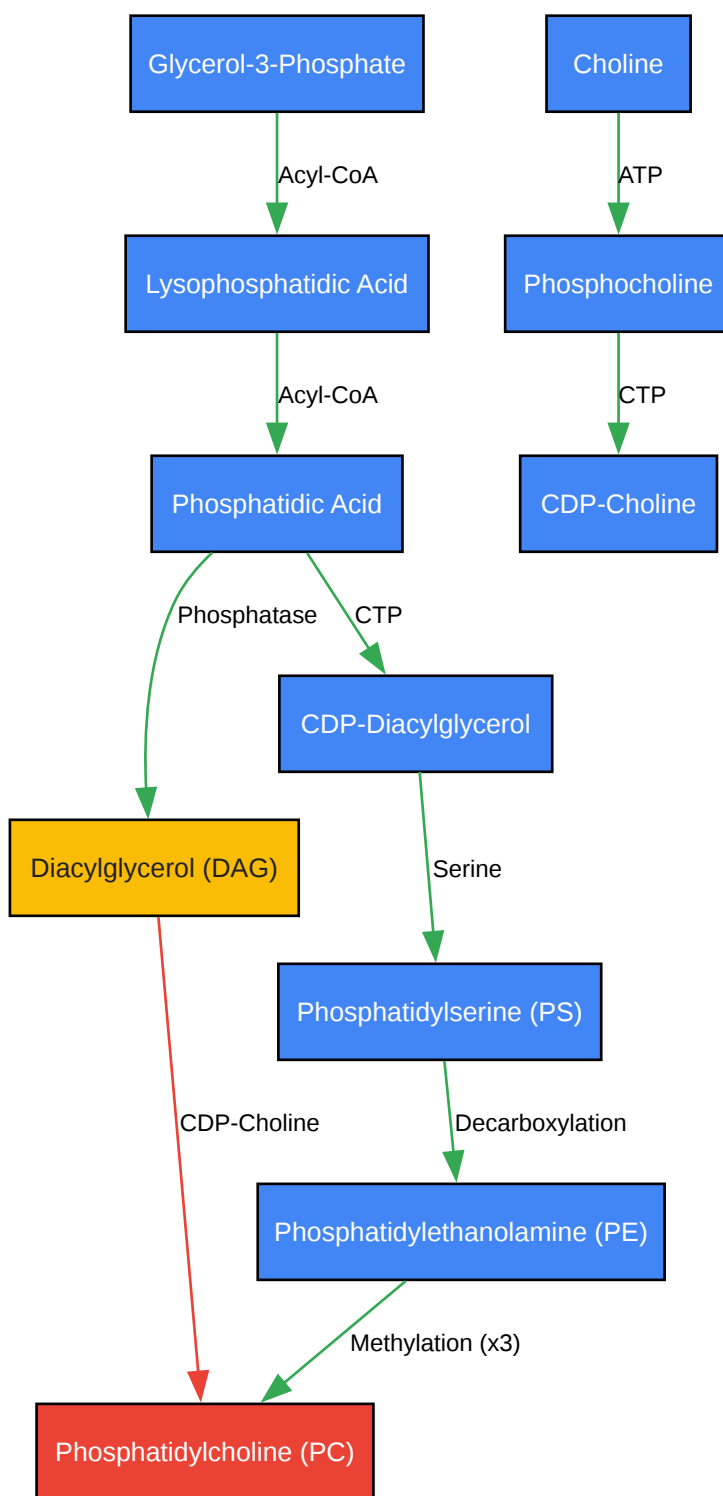 Glycerol-3-Phosphate
Choline
Acyl-CoA
ATP
Lysophosphatidic Acid
Phosphocholine
Acyl-CoA
CTP
Phosphatidic Acid
CDP-Choline
Phosphatase
CTP
CDP-Diacylglycerol
Diacylglycerol (DAG)
Serine
Phosphatidylserine (PS)
CDP-Choline
Decarboxylation
Phosphatidylethanolamine (PE)
Methylation (x3)
Phosphatidylcholine (PC)